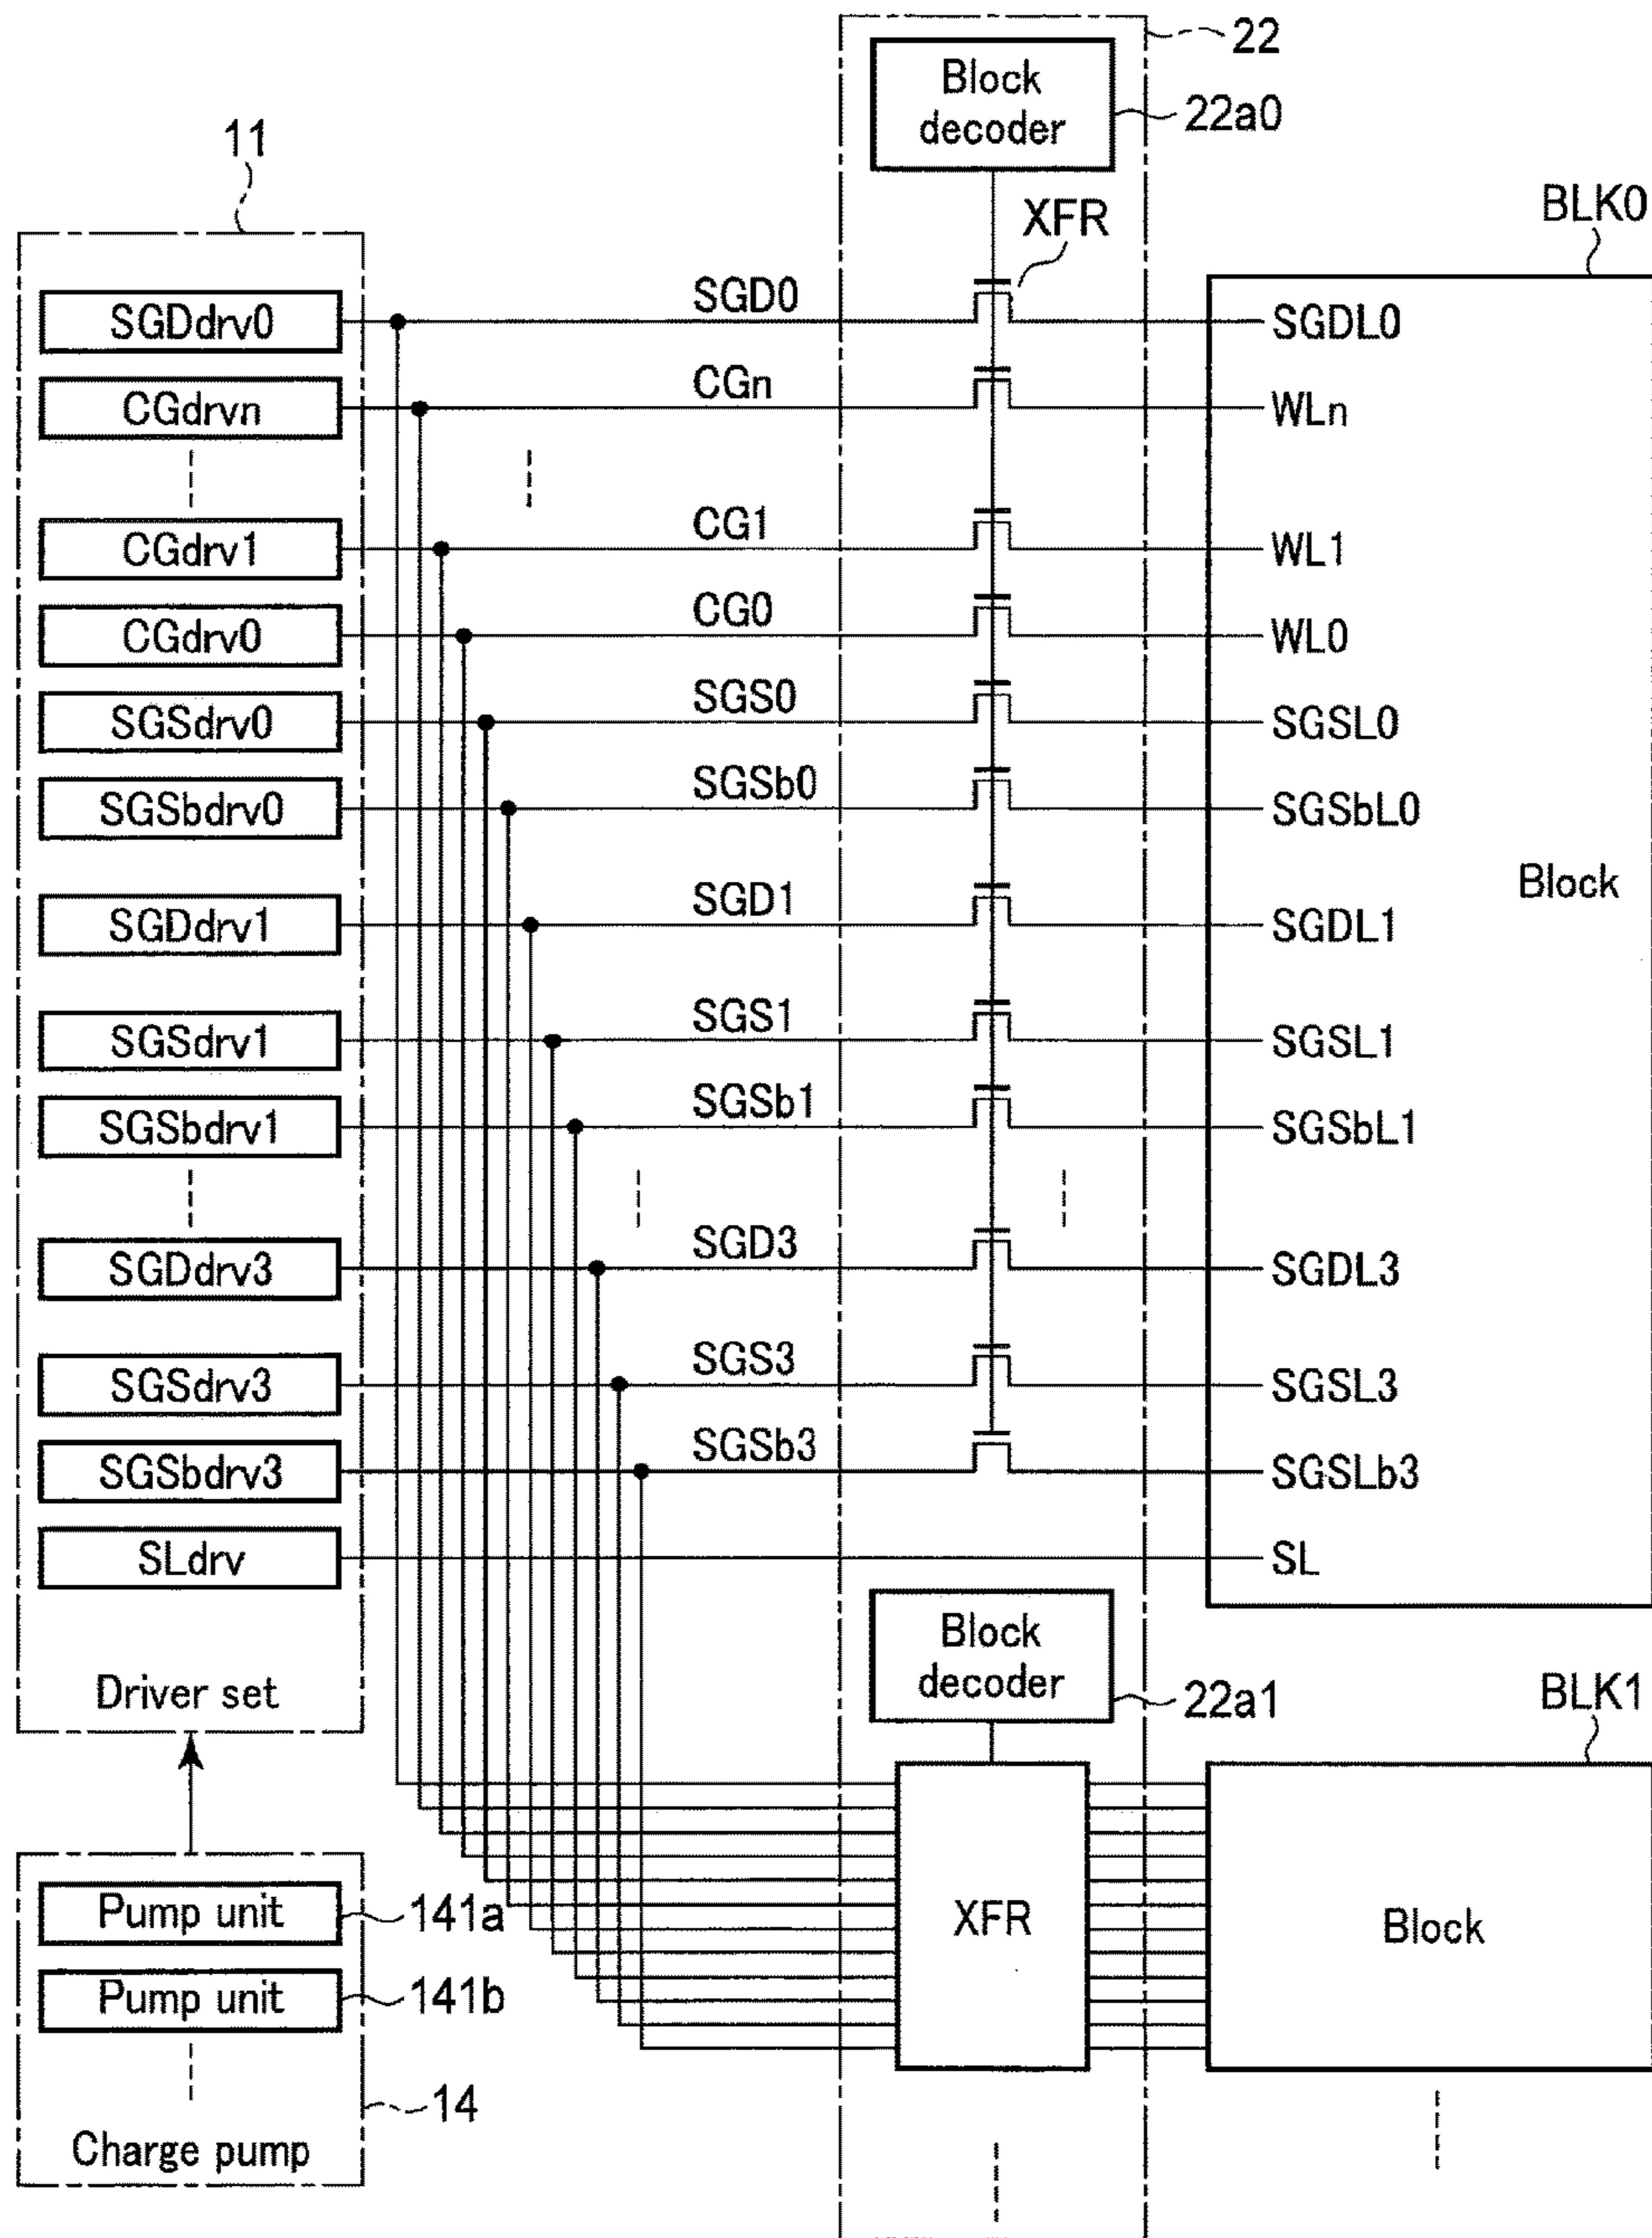 22
Block
decoder
22a0
11
XFR
BLK0
SGDdrv0
SGD0
SGDL0
CGdrvn
CGn
WLn
CGdrv1
CG1
WL1
CGdrv0
CG0
WL0
SGSdrv0
SGS0
SGSL0
SGSbdrv0
SGSb0
SGSbL0
Block
SGDdrv1
SGD1
SGDL1
SGSdrv1
SGS1
SGSL1
SGSbdrv1
SGSb1
SGSbL1
SGDdrv3
SGD3
SGDL3
SGSdrv3
SGS3
SGSL3
SGSbdrv3
SGSb3
SGSLb3
SLdrv
SL
Block
decoder
22a1
BLK1
Driver set
Pump unit
141a
XFR
Block
Pump unit
141b
14
Charge pump